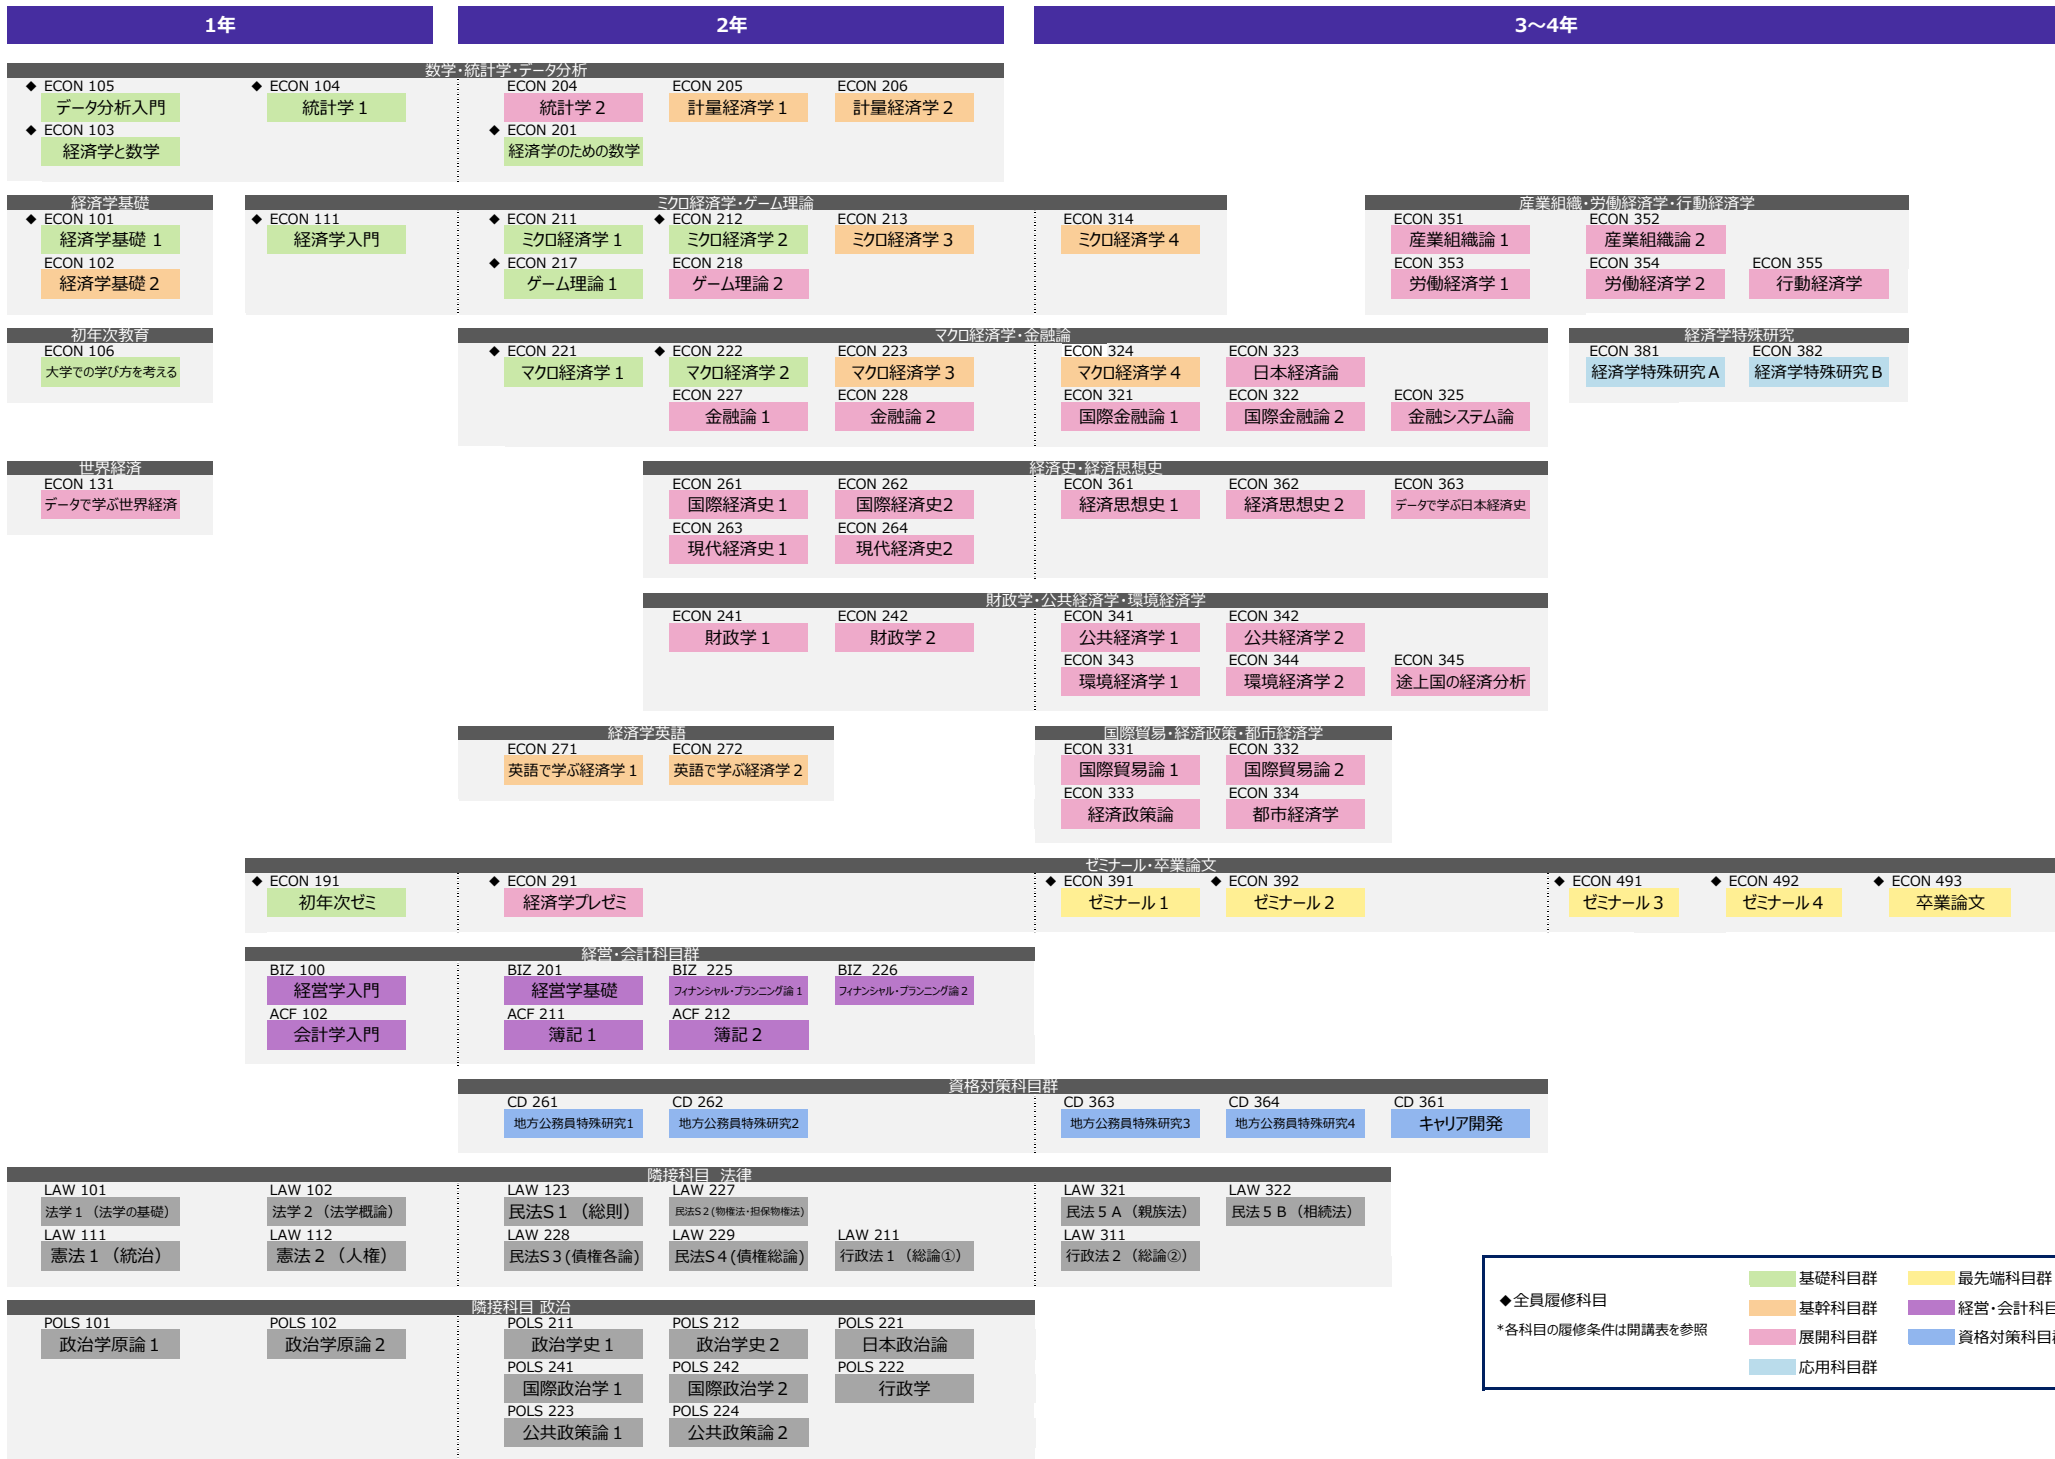 1年
2年
3～4年
数学・統計学・データ分析
◆ ECON 105
◆ ECON 104
ECON 204
ECON 205
ECON 206
データ分析入門
統計学１
統計学２
計量経済学１
計量経済学２
◆ ECON 103
◆ ECON 201
経済学と数学
経済学のための数学
経済学基礎
ミクロ経済学・ゲーム理論
産業組織・労働経済学・行動経済学
◆ ECON 101
◆ ECON 111
◆ ECON 211
◆ ECON 212
ECON 213
ECON 314
ECON 351
ECON 352
経済学基礎１
経済学入門
ミクロ経済学１
ミクロ経済学２
ミクロ経済学３
ミクロ経済学４
産業組織論１
産業組織論２
ECON 102
◆ ECON 217
ECON 218
ECON 353
ECON 354
ECON 355
経済学基礎２
ゲーム理論１
ゲーム理論２
労働経済学１
労働経済学２
行動経済学
初年次教育
マクロ経済学・金融論
経済学特殊研究
ECON 106
◆ ECON 221
◆ ECON 222
ECON 223
ECON 324
ECON 323
ECON 381
ECON 382
大学での学び方を考える
マクロ経済学１
マクロ経済学２
マクロ経済学３
マクロ経済学４
日本経済論
経済学特殊研究Ａ
経済学特殊研究Ｂ
ECON 227
ECON 228
ECON 321
ECON 322
ECON 325
金融論１
金融論２
国際金融論１
国際金融論２
金融システム論
世界経済
経済史・経済思想史
ECON 131
ECON 261
ECON 262
ECON 361
ECON 362
ECON 363
データで学ぶ世界経済
国際経済史１
国際経済史2
経済思想史１
経済思想史２
データで学ぶ日本経済史
ECON 263
ECON 264
現代経済史１
現代経済史2
財政学・公共経済学・環境経済学
ECON 241
ECON 242
ECON 341
ECON 342
財政学１
財政学２
公共経済学１
公共経済学２
ECON 343
ECON 344
ECON 345
環境経済学１
環境経済学２
途上国の経済分析
経済学英語
国際貿易・経済政策・都市経済学
ECON 271
ECON 272
ECON 331
ECON 332
英語で学ぶ経済学１
英語で学ぶ経済学２
国際貿易論１
国際貿易論２
ECON 333
ECON 334
経済政策論
都市経済学
ゼミナール・卒業論文
◆ ECON 191
◆ ECON 291
◆ ECON 391
◆ ECON 392
◆ ECON 491
◆ ECON 492
◆ ECON 493
初年次ゼミ
経済学プレゼミ
ゼミナール１
ゼミナール２
ゼミナール３
ゼミナール４
卒業論文
経営・会計科目群
BIZ 100
BIZ 201
BIZ 225
BIZ 226
経営学入門
経営学基礎
フィナンシャル・プランニング論１
フィナンシャル・プランニング論２
ACF 102
ACF 211
ACF 212
会計学入門
簿記１
簿記２
資格対策科目群
CD 261
CD 262
CD 363
CD 364
CD 361
地方公務員特殊研究1
地方公務員特殊研究2
地方公務員特殊研究3
地方公務員特殊研究4
キャリア開発
隣接科目 法律
LAW 101
LAW 102
LAW 123
LAW 227
LAW 321
LAW 322
法学１（法学の基礎）
法学２（法学概論）
民法Ｓ１（総則）
民法Ｓ２(物権法・担保物権法)
民法５Ａ（親族法）
民法５Ｂ（相続法）
LAW 111
LAW 112
LAW 228
LAW 229
LAW 211
LAW 311
憲法１（統治）
憲法２（人権）
民法Ｓ３(債権各論)
民法Ｓ４(債権総論)
行政法１（総論①）
行政法２（総論②）
隣接科目 政治
POLS 101
POLS 102
POLS 211
POLS 212
POLS 221
政治学原論１
政治学原論２
政治学史１
政治学史２
日本政治論
POLS 241
POLS 242
POLS 222
国際政治学１
国際政治学２
行政学
POLS 223
POLS 224
公共政策論１
公共政策論２
◆全員履修科目
*各科目の履修条件は開講表を参照
基礎科目群
最先端科目群
基幹科目群
経営・会計科目
展開科目群
資格対策科目群
応用科目群